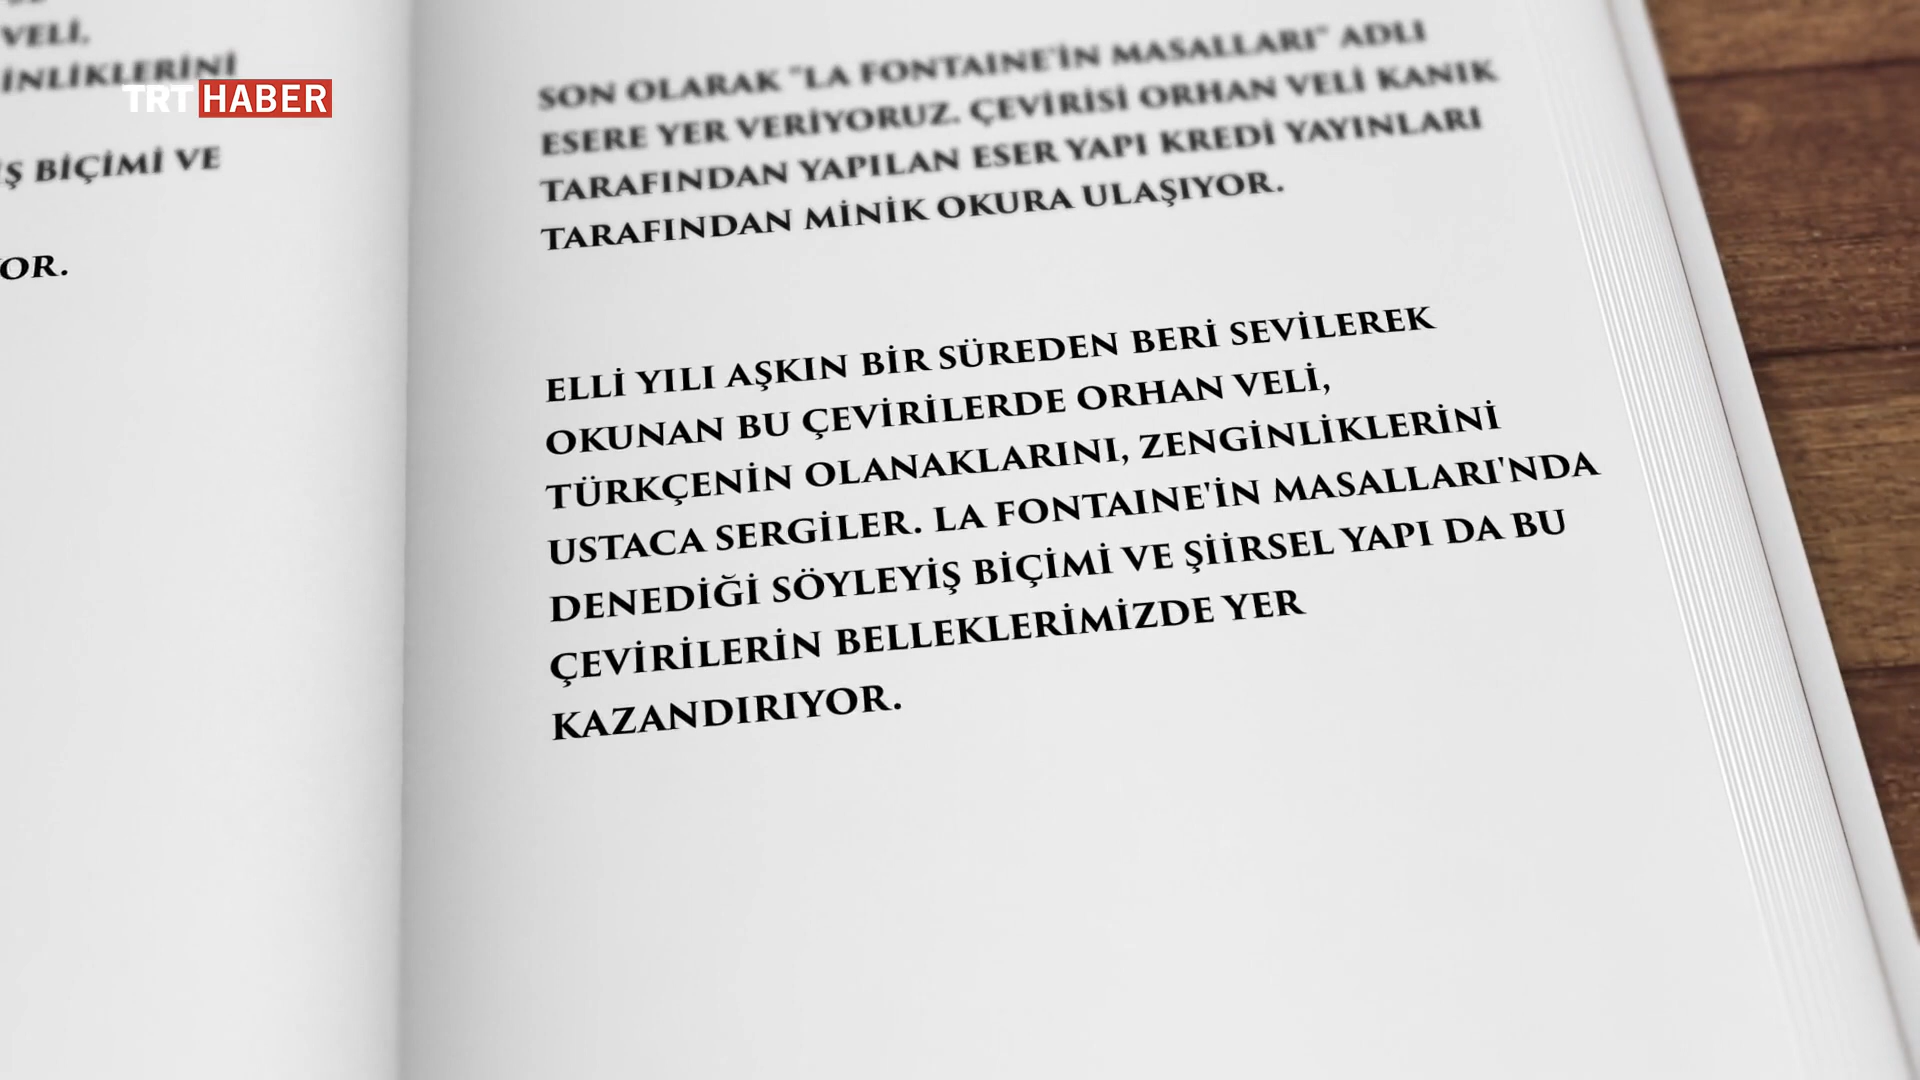 VELİ,
İNLİKLERİNİ
TRT HABER
Ş BİÇİMİ VE
YOR.
SON OLARAK "LA FONTAINE'İN MASALLARI" ADLI
ESERE YER VERİYORUZ. ÇEVİRİSİ ORHAN VELİ KANIK
TARAFINDAN YAPILAN ESER YAPI KREDİ YAYINLARI
TARAFINDAN MİNİK OKURA ULAŞIYOR.
ELLİ YILI AŞKIN BİR SÜREDEN BERİ SEVİLEREK
OKUNAN BU ÇEVİRİLERDE ORHAN VELİ,
TÜRKÇENİN OLANAKLARINI, ZENGİNLİKLERİNİ
USTACA SERGİLER. LA FONTAINE'İN MASALLARI'NDA
DENEDİĞİ SÖYLEYİŞ BİÇİMİ VE ŞİİRSEL YAPI DA BU
ÇEVİRİLERİN BELLEKLERİMİZDE YER
KAZANDIRIYOR.